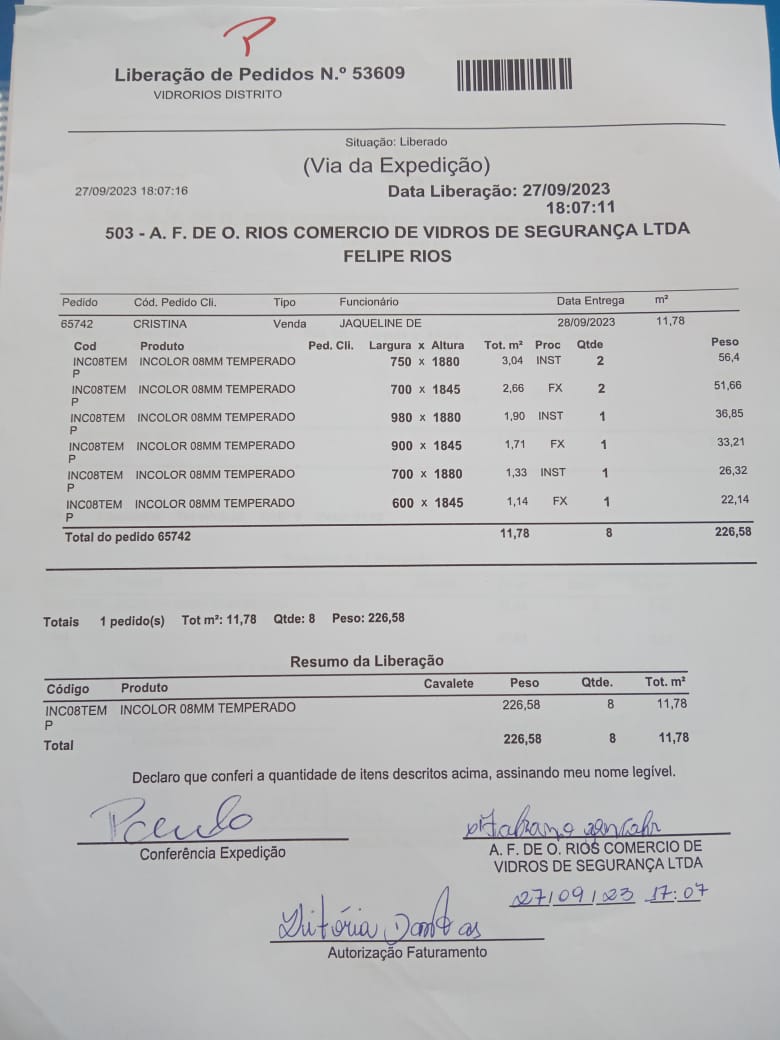 Liberação de Pedidos N.º 53609
VIDRORIOS DISTRITO
Situação: Liberado
(Via da Expedição)
27/09/2023 18:07:16
Data Liberação: 27/09/2023
18:07:11
503 - A. F. DE O. RIOS COMERCIO DE VIDROS DE SEGURANÇA LTDA
FELIPE RIOS
Pedido Cód. Pedido Cli. Tipo Funcionário Data Entrega m²
65742 CRISTINA Venda JAQUELINE DE 28/09/2023 11,78
Cod Produto Ped. Cli. Largura x Altura Tot. m² Proc Qtde Peso
INC08TEM INCOLOR 08MM TEMPERADO 750 x 1880 3,04 INST 2 56,4
P
INC08TEM INCOLOR 08MM TEMPERADO 700 x 1845 2,66 FX 2 51,66
P
INC08TEM INCOLOR 08MM TEMPERADO 980 x 1880 1,90 INST 1 36,85
P
INC08TEM INCOLOR 08MM TEMPERADO 900 x 1845 1,71 FX 1 33,21
P
INC08TEM INCOLOR 08MM TEMPERADO 700 x 1880 1,33 INST 1 26,32
P
INC08TEM INCOLOR 08MM TEMPERADO 600 x 1845 1,14 FX 1 22,14
P
Total do pedido 65742 11,78 8 226,58
Totais 1 pedido(s) Tot m²: 11,78 Qtde: 8 Peso: 226,58
Resumo da Liberação
Código Produto Cavalete Peso Qtde. Tot. m²
INC08TEM INCOLOR 08MM TEMPERADO 226,58 8 11,78
P
Total 226,58 8 11,78
Declaro que conferi a quantidade de itens descritos acima, assinando meu nome legível.
Paulo
Conferência Expedição
A. F. DE O. RIOS COMERCIO DE
VIDROS DE SEGURANÇA LTDA
27/09/23 17:07
Vitória Dantas
Autorização Faturamento